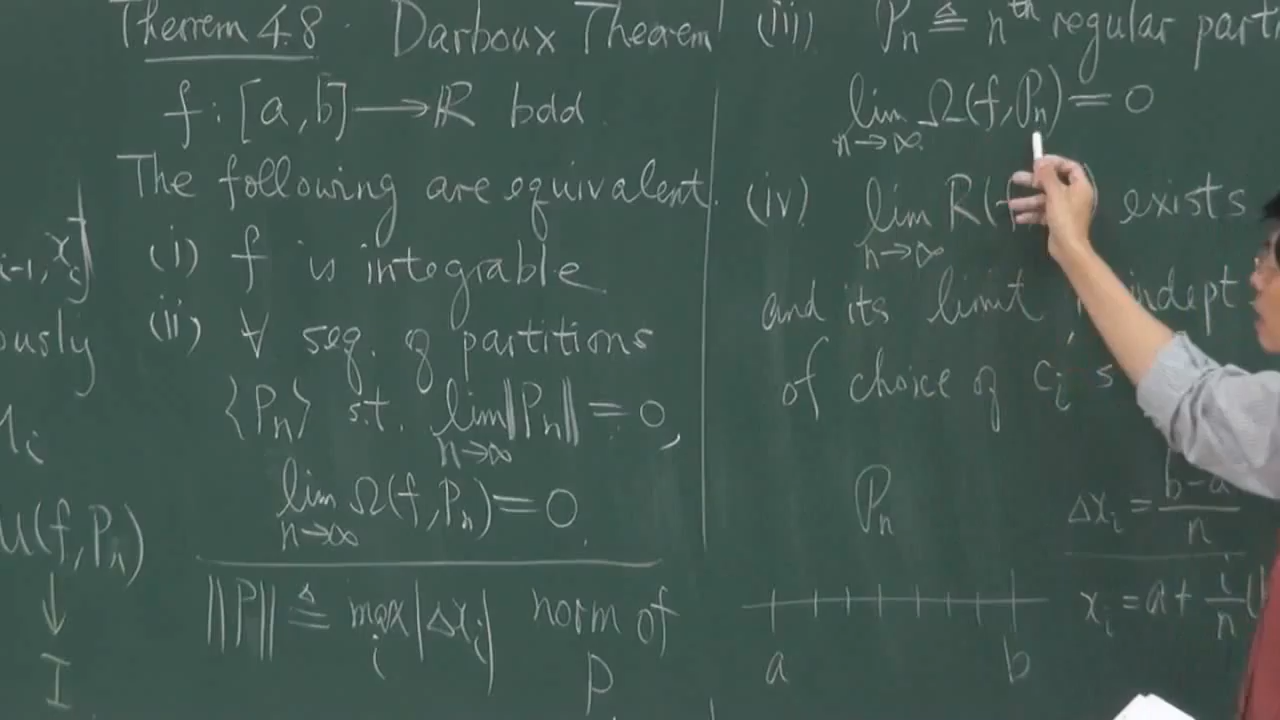 Theorem 4.8. Darboux Theorem
f : [a, b] ⟶ ℝ bdd.
The following are equivalent.
(i) f is integrable
(ii) ∀ seq. of partitions
⟨Pₙ⟩ s.t. lim ‖Pₙ‖ = 0,
n→∞
lim Ω(f, Pₙ) = 0.
n→∞
‖P‖ ≜ max |Δxᵢ| norm of
i P
(iii) Pₙ ≜ nᵗʰ regular
lim Ω(f, Pₙ) = 0
n→∞
(iv) lim R( ) exists
n→∞
and its limit indept
of choice of cᵢ's
Pₙ
Δxᵢ = b-a
n
xᵢ = a + i/n (
a b
i-1, xᵢ]
U(f, Pₙ)
↓
I